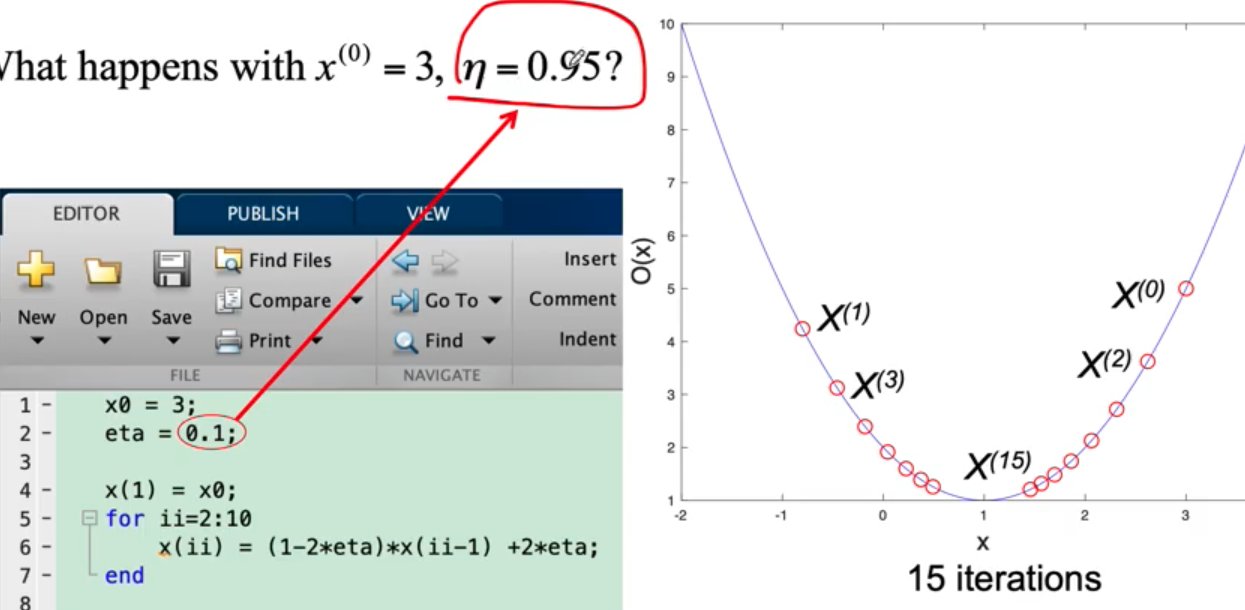 What happens with x^(0) = 3, η = 0.95?
EDITOR PUBLISH VIEW
New Open Save
Find Files
Compare
Print
Go To
Find
Insert
Comment
Indent
FILE NAVIGATE
1 - x0 = 3;
2 - eta = 0.1;
3
4 - x(1) = x0;
5 - for ii=2:10
6 - x(ii) = (1-2*eta)*x(ii-1) +2*eta;
7 - end
8
O(x)
10
9
8
7
6
5
4
3
2
1
X^(0)
X^(1)
X^(2)
X^(3)
X^(15)
-2 -1 0 1 2 3
x
15 iterations